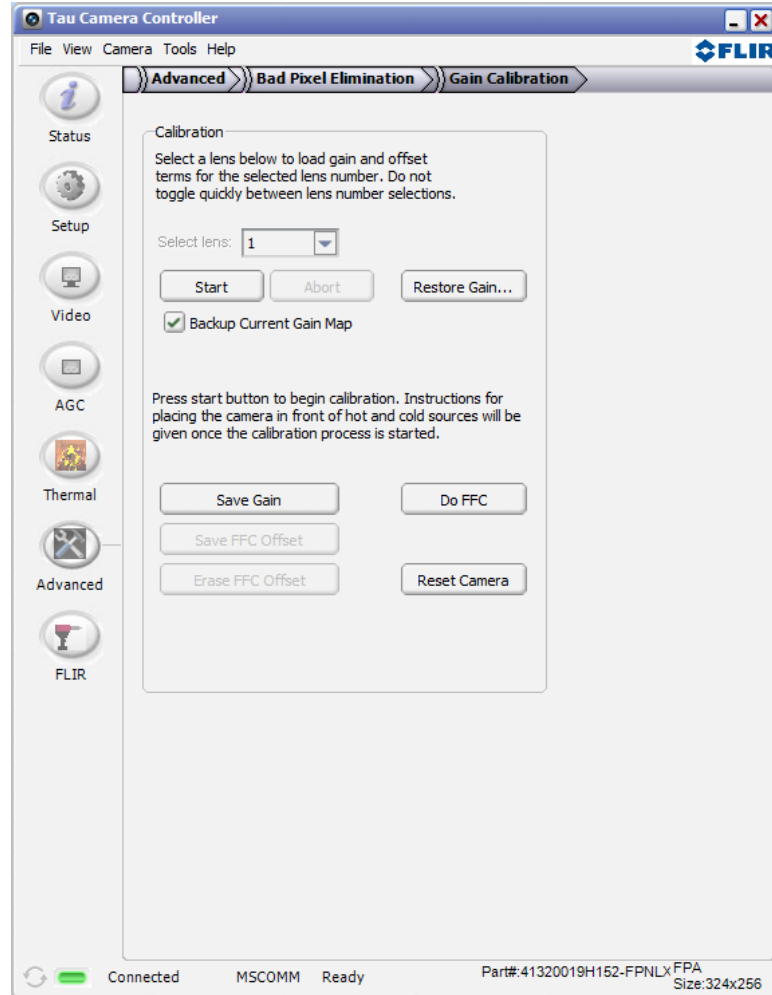 Tau Camera Controller
File View Camera Tools Help
FLIR
Advanced Bad Pixel Elimination Gain Calibration
Status
Setup
Video
AGC
Thermal
Advanced
FLIR
Calibration
Select a lens below to load gain and offset
terms for the selected lens number. Do not
toggle quickly between lens number selections.
Select lens: 1
Start Abort Restore Gain...
Backup Current Gain Map
Press start button to begin calibration. Instructions for
placing the camera in front of hot and cold sources will be
given once the calibration process is started.
Save Gain Do FFC
Save FFC Offset
Erase FFC Offset Reset Camera
Connected MSCOMM Ready Part#:41320019H152-FPNLX FPA
Size:324x256